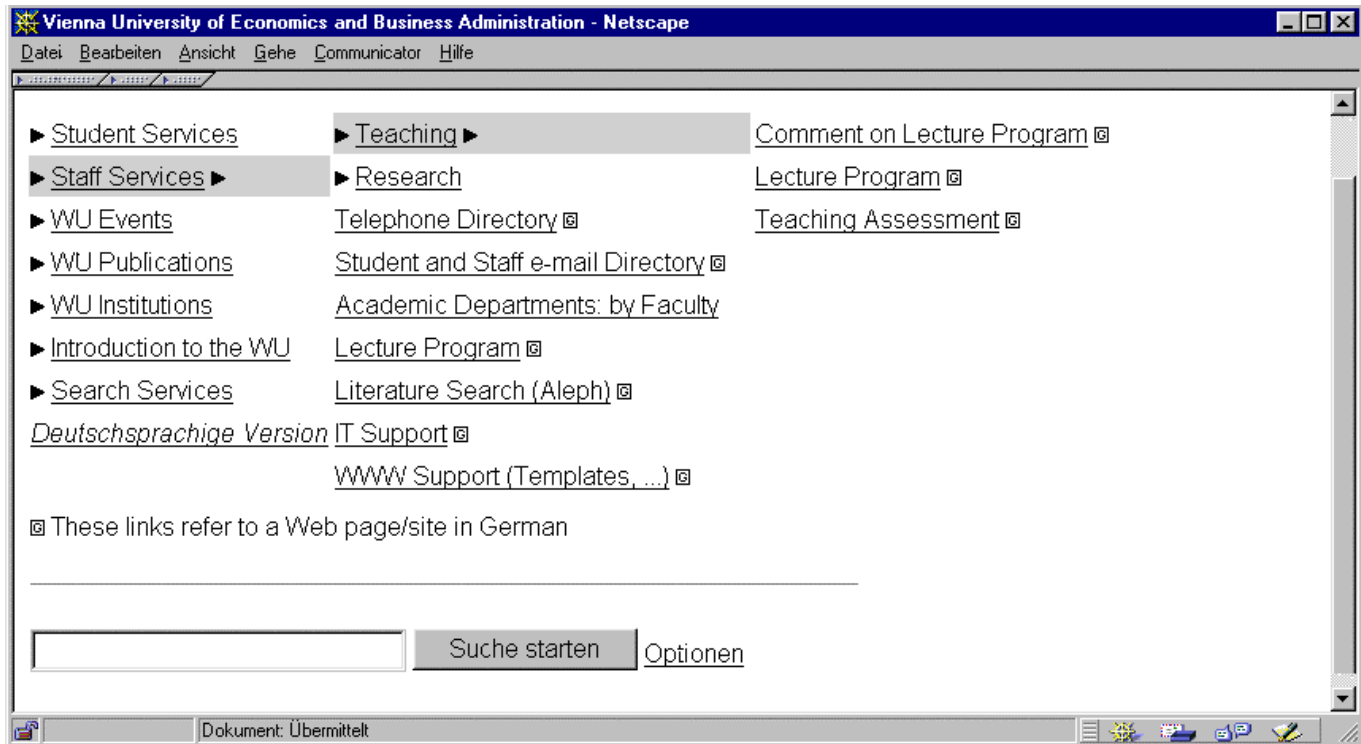 Vienna University of Economics and Business Administration - Netscape
Datei Bearbeiten Ansicht Gehe Communicator Hilfe
Student Services Teaching Comment on Lecture Program G
Staff Services Research Lecture Program G
WU Events Telephone Directory G Teaching Assessment G
WU Publications Student and Staff e-mail Directory G
WU Institutions Academic Departments: by Faculty
Introduction to the WU Lecture Program G
Search Services Literature Search (Aleph) G
Deutschsprachige Version IT Support G
WWW Support (Templates, ...) G
G These links refer to a Web page/site in German
Suche starten Optionen
Dokument: Übermittelt